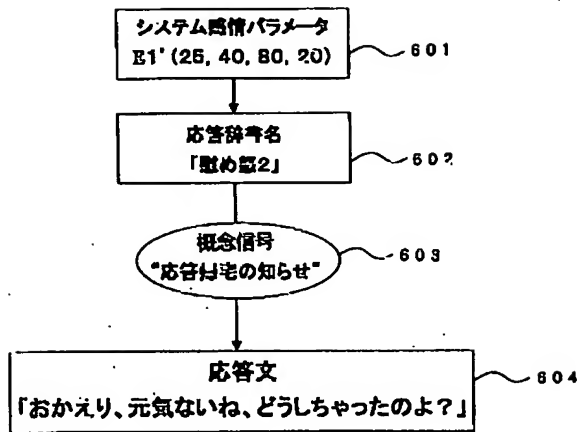 システム感情パラメータ
E1'(25, 40, 80, 20)
601
応答辞書名
「慰め 2」
602
概念信号
"応答帰宅の知らせ"
603
応答文
「おかえり、元気ないね、どうしちゃったのよ?」
604